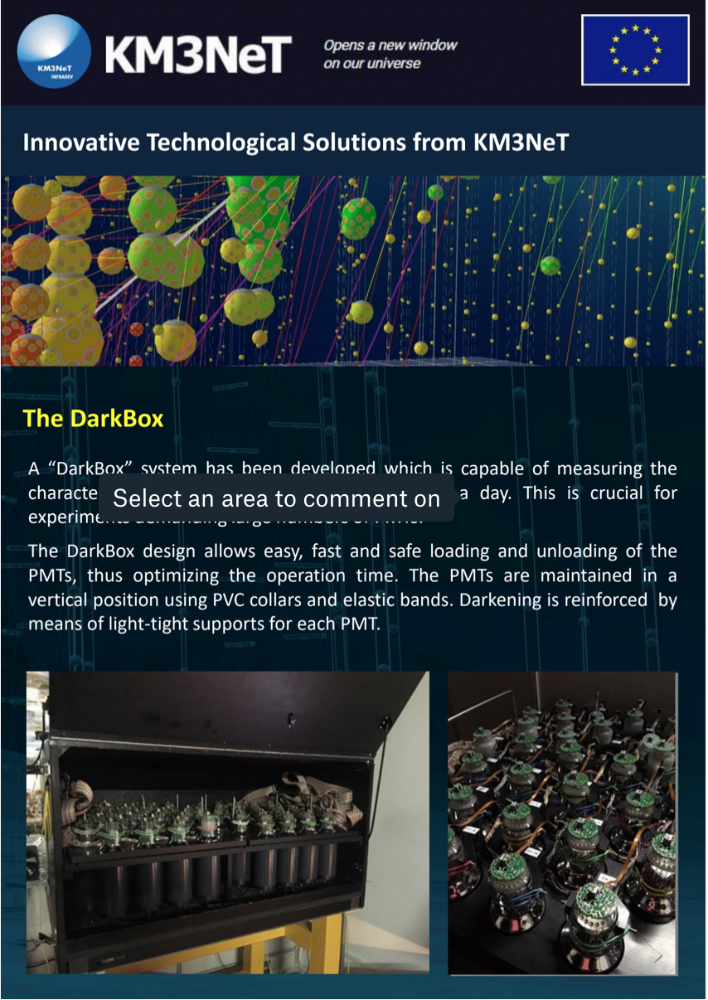 KM3NeT
INFRADEV
KM3NeT
Opens a new window
on our universe
Innovative Technological Solutions from KM3NeT
The DarkBox
A “DarkBox” system has been developed which is capable of measuring the
a day. This is crucial for
Select an area to comment on
The DarkBox design allows easy, fast and safe loading and unloading of the
PMTs, thus optimizing the operation time. The PMTs are maintained in a
vertical position using PVC collars and elastic bands. Darkening is reinforced by
means of light-tight supports for each PMT.